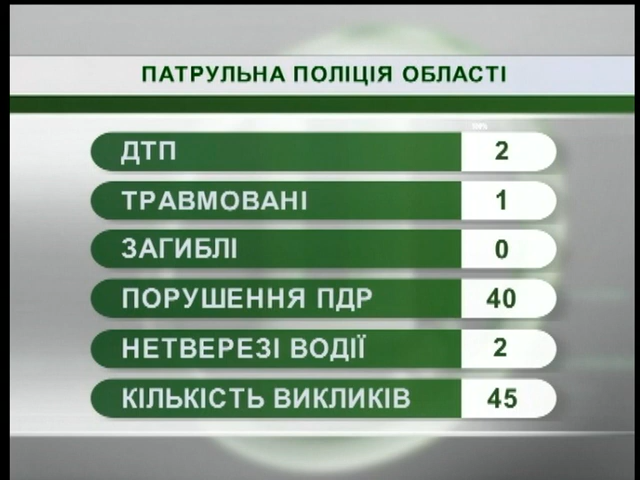 ПАТРУЛЬНА ПОЛІЦІЯ ОБЛАСТІ
ДТП 2
ТРАВМОВАНІ 1
ЗАГИБЛІ 0
ПОРУШЕННЯ ПДР 40
НЕТВЕРЕЗІ ВОДІЇ 2
КІЛЬКІСТЬ ВИКЛИКІВ 45